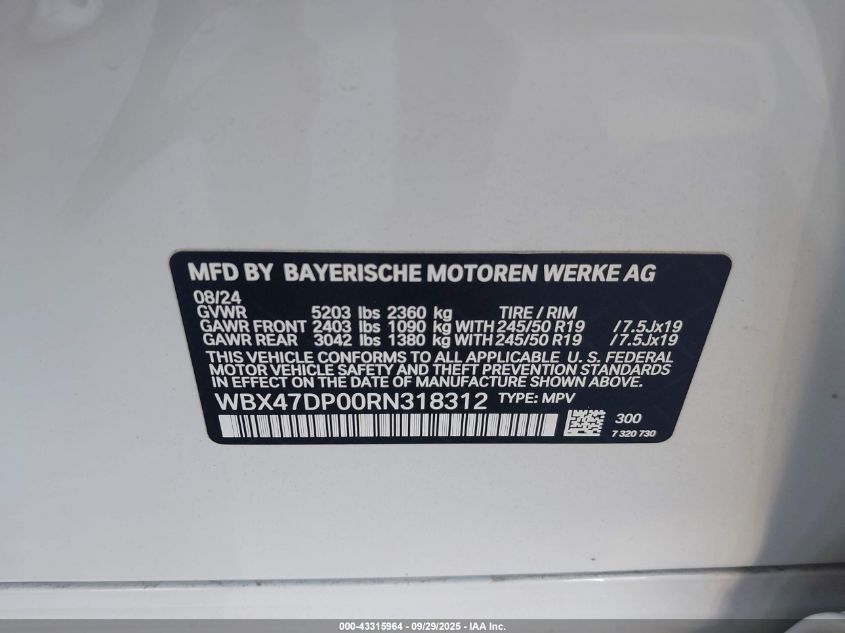 MFD BY BAYERISCHE MOTOREN WERKE AG
08/24
GVWR 5203 lbs 2360 kg TIRE / RIM
GAWR FRONT 2403 lbs 1090 kg WITH 245/50 R19 /7.5Jx19
GAWR REAR 3042 lbs 1380 kg WITH 245/50 R19 /7.5Jx19
THIS VEHICLE CONFORMS TO ALL APPLICABLE U. S. FEDERAL
MOTOR VEHICLE SAFETY AND THEFT PREVENTION STANDARDS
IN EFFECT ON THE DATE OF MANUFACTURE SHOWN ABOVE.
WBX47DP00RN318312 TYPE: MPV
300
7 320 730
000-43315964 - 09/29/2025 - IAA Inc.